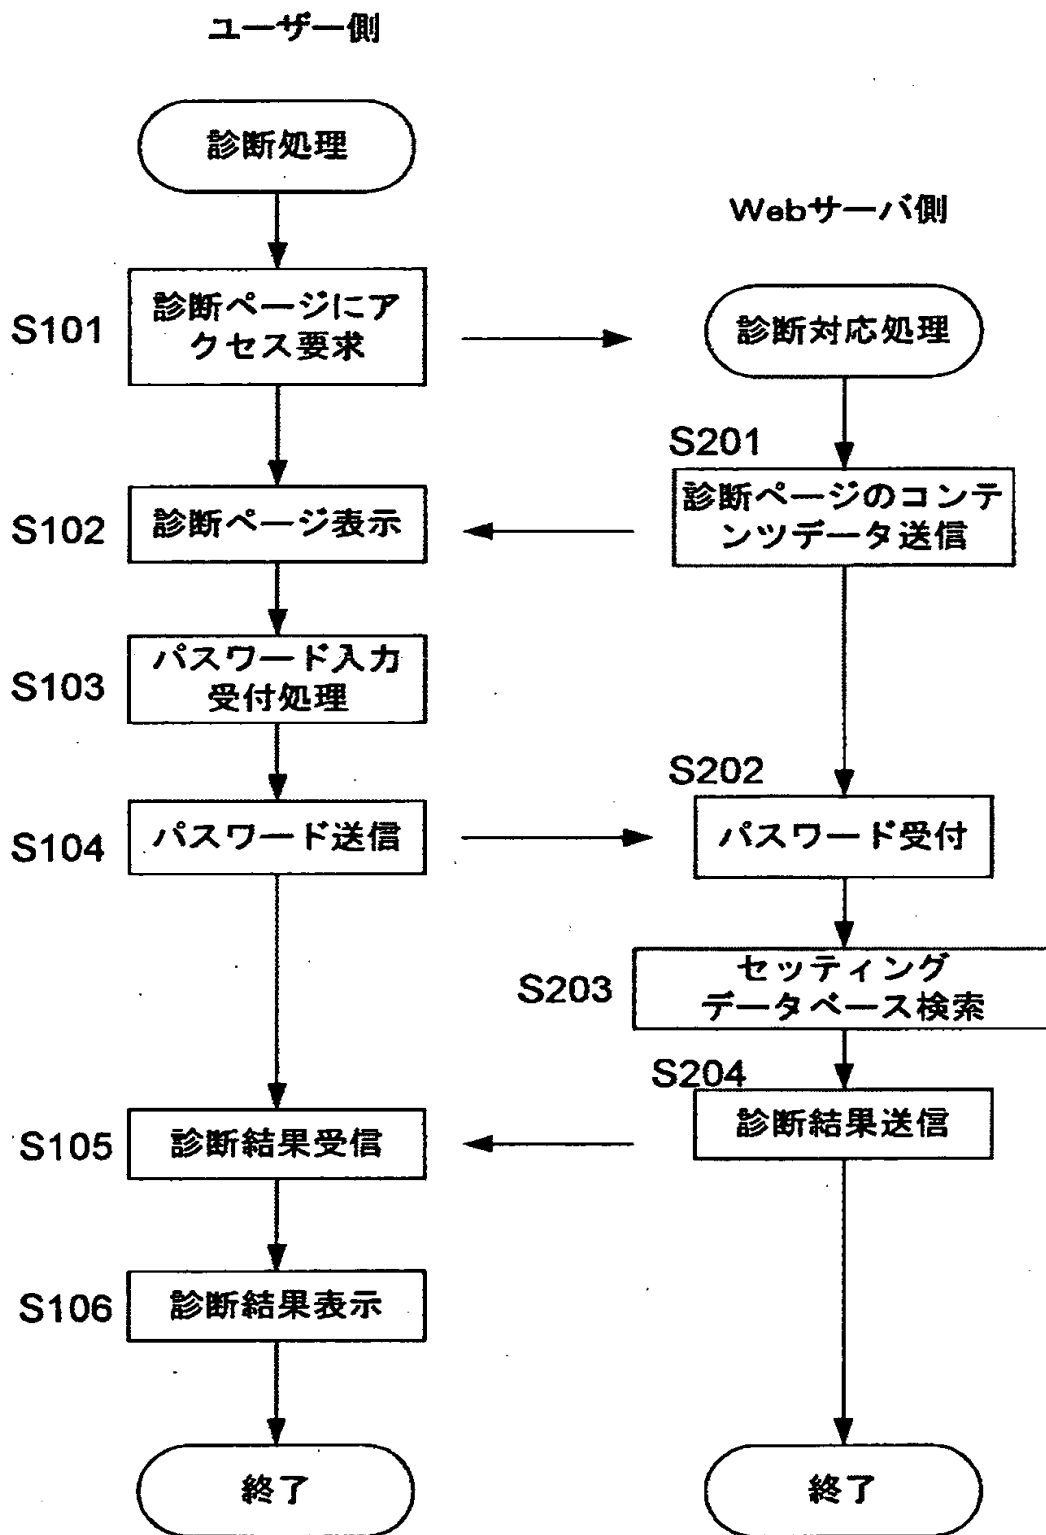 ユーザー側
診断処理
S101
診断ページにア
クセス要求
S102
診断ページ表示
S103
パスワード入力
受付処理
S104
パスワード送信
S105
診断結果受信
S106
診断結果表示
終了
Webサーバ側
診断対応処理
S201
診断ページのコンテ
ンツデータ送信
S202
パスワード受付
S203
セッティング
データベース検索
S204
診断結果送信
終了